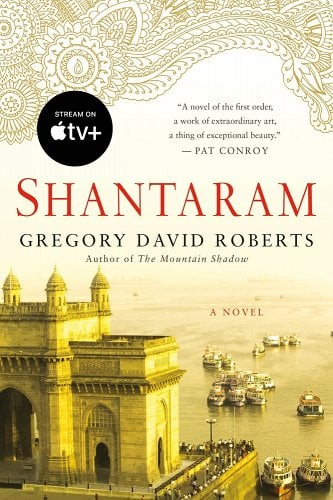 STREAM ON
tv+
“A novel of the first order,
a work of extraordinary art,
a thing of exceptional beauty.”
— PAT CONROY
SHANTARAM
GREGORY DAVID ROBERTS
Author of The Mountain Shadow
A NOVEL